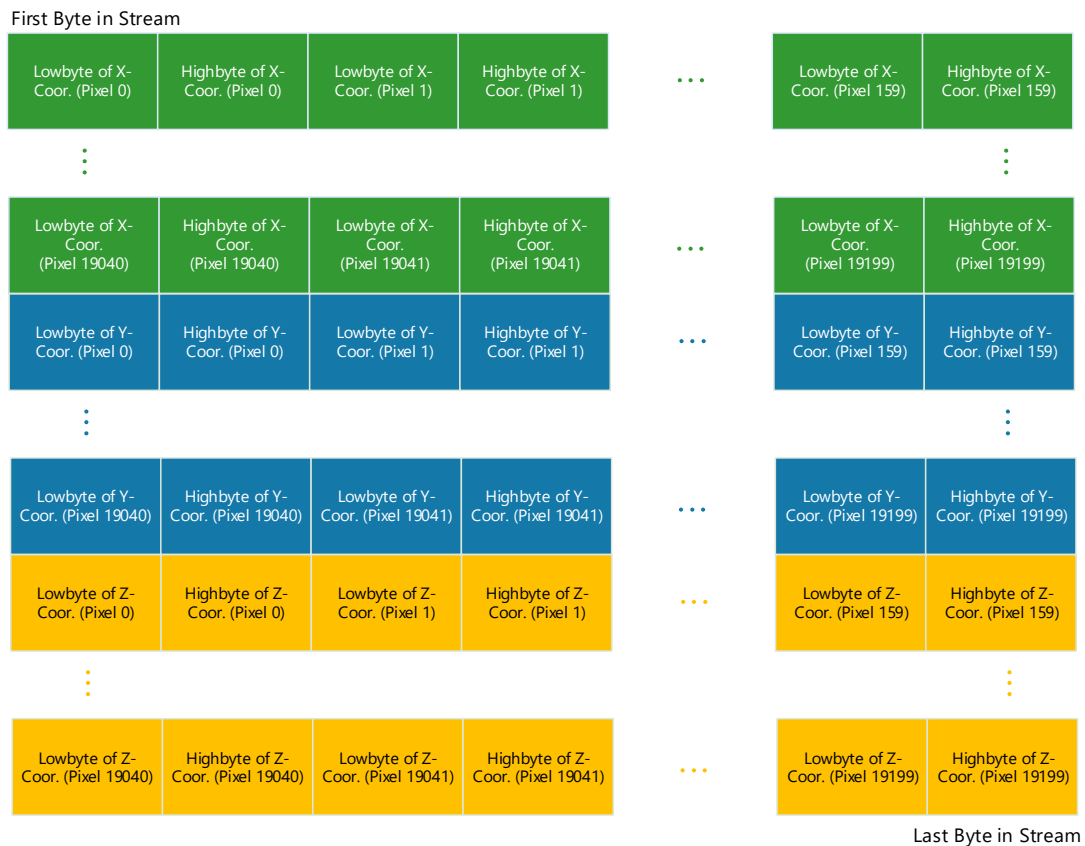 First Byte in Stream
Lowbyte of X-
Coor. (Pixel 0)
Highbyte of X-
Coor. (Pixel 0)
Lowbyte of X-
Coor. (Pixel 1)
Highbyte of X-
Coor. (Pixel 1)
Lowbyte of X-
Coor. (Pixel 159)
Highbyte of X-
Coor. (Pixel 159)
Lowbyte of X-
Coor.
(Pixel 19040)
Highbyte of X-
Coor.
(Pixel 19040)
Lowbyte of X-
Coor.
(Pixel 19041)
Highbyte of X-
Coor.
(Pixel 19041)
Lowbyte of X-
Coor.
(Pixel 19199)
Highbyte of X-
Coor.
(Pixel 19199)
Lowbyte of Y-
Coor. (Pixel 0)
Highbyte of Y-
Coor. (Pixel 0)
Lowbyte of Y-
Coor. (Pixel 1)
Highbyte of Y-
Coor. (Pixel 1)
Lowbyte of Y-
Coor. (Pixel 159)
Highbyte of Y-
Coor. (Pixel 159)
Lowbyte of Y-
Coor. (Pixel 19040)
Highbyte of Y-
Coor. (Pixel 19040)
Lowbyte of Y-
Coor. (Pixel 19041)
Highbyte of Y-
Coor. (Pixel 19041)
Lowbyte of Y-
Coor. (Pixel 19199)
Highbyte of Y-
Coor. (Pixel 19199)
Lowbyte of Z-
Coor. (Pixel 0)
Highbyte of Z-
Coor. (Pixel 0)
Lowbyte of Z-
Coor. (Pixel 1)
Highbyte of Z-
Coor. (Pixel 1)
Lowbyte of Z-
Coor. (Pixel 159)
Highbyte of Z-
Coor. (Pixel 159)
Lowbyte of Z-
Coor. (Pixel 19040)
Highbyte of Z-
Coor. (Pixel 19040)
Lowbyte of Z-
Coor. (Pixel 19041)
Highbyte of Z-
Coor. (Pixel 19041)
Lowbyte of Z-
Coor. (Pixel 19199)
Highbyte of Z-
Coor. (Pixel 19199)
Last Byte in Stream